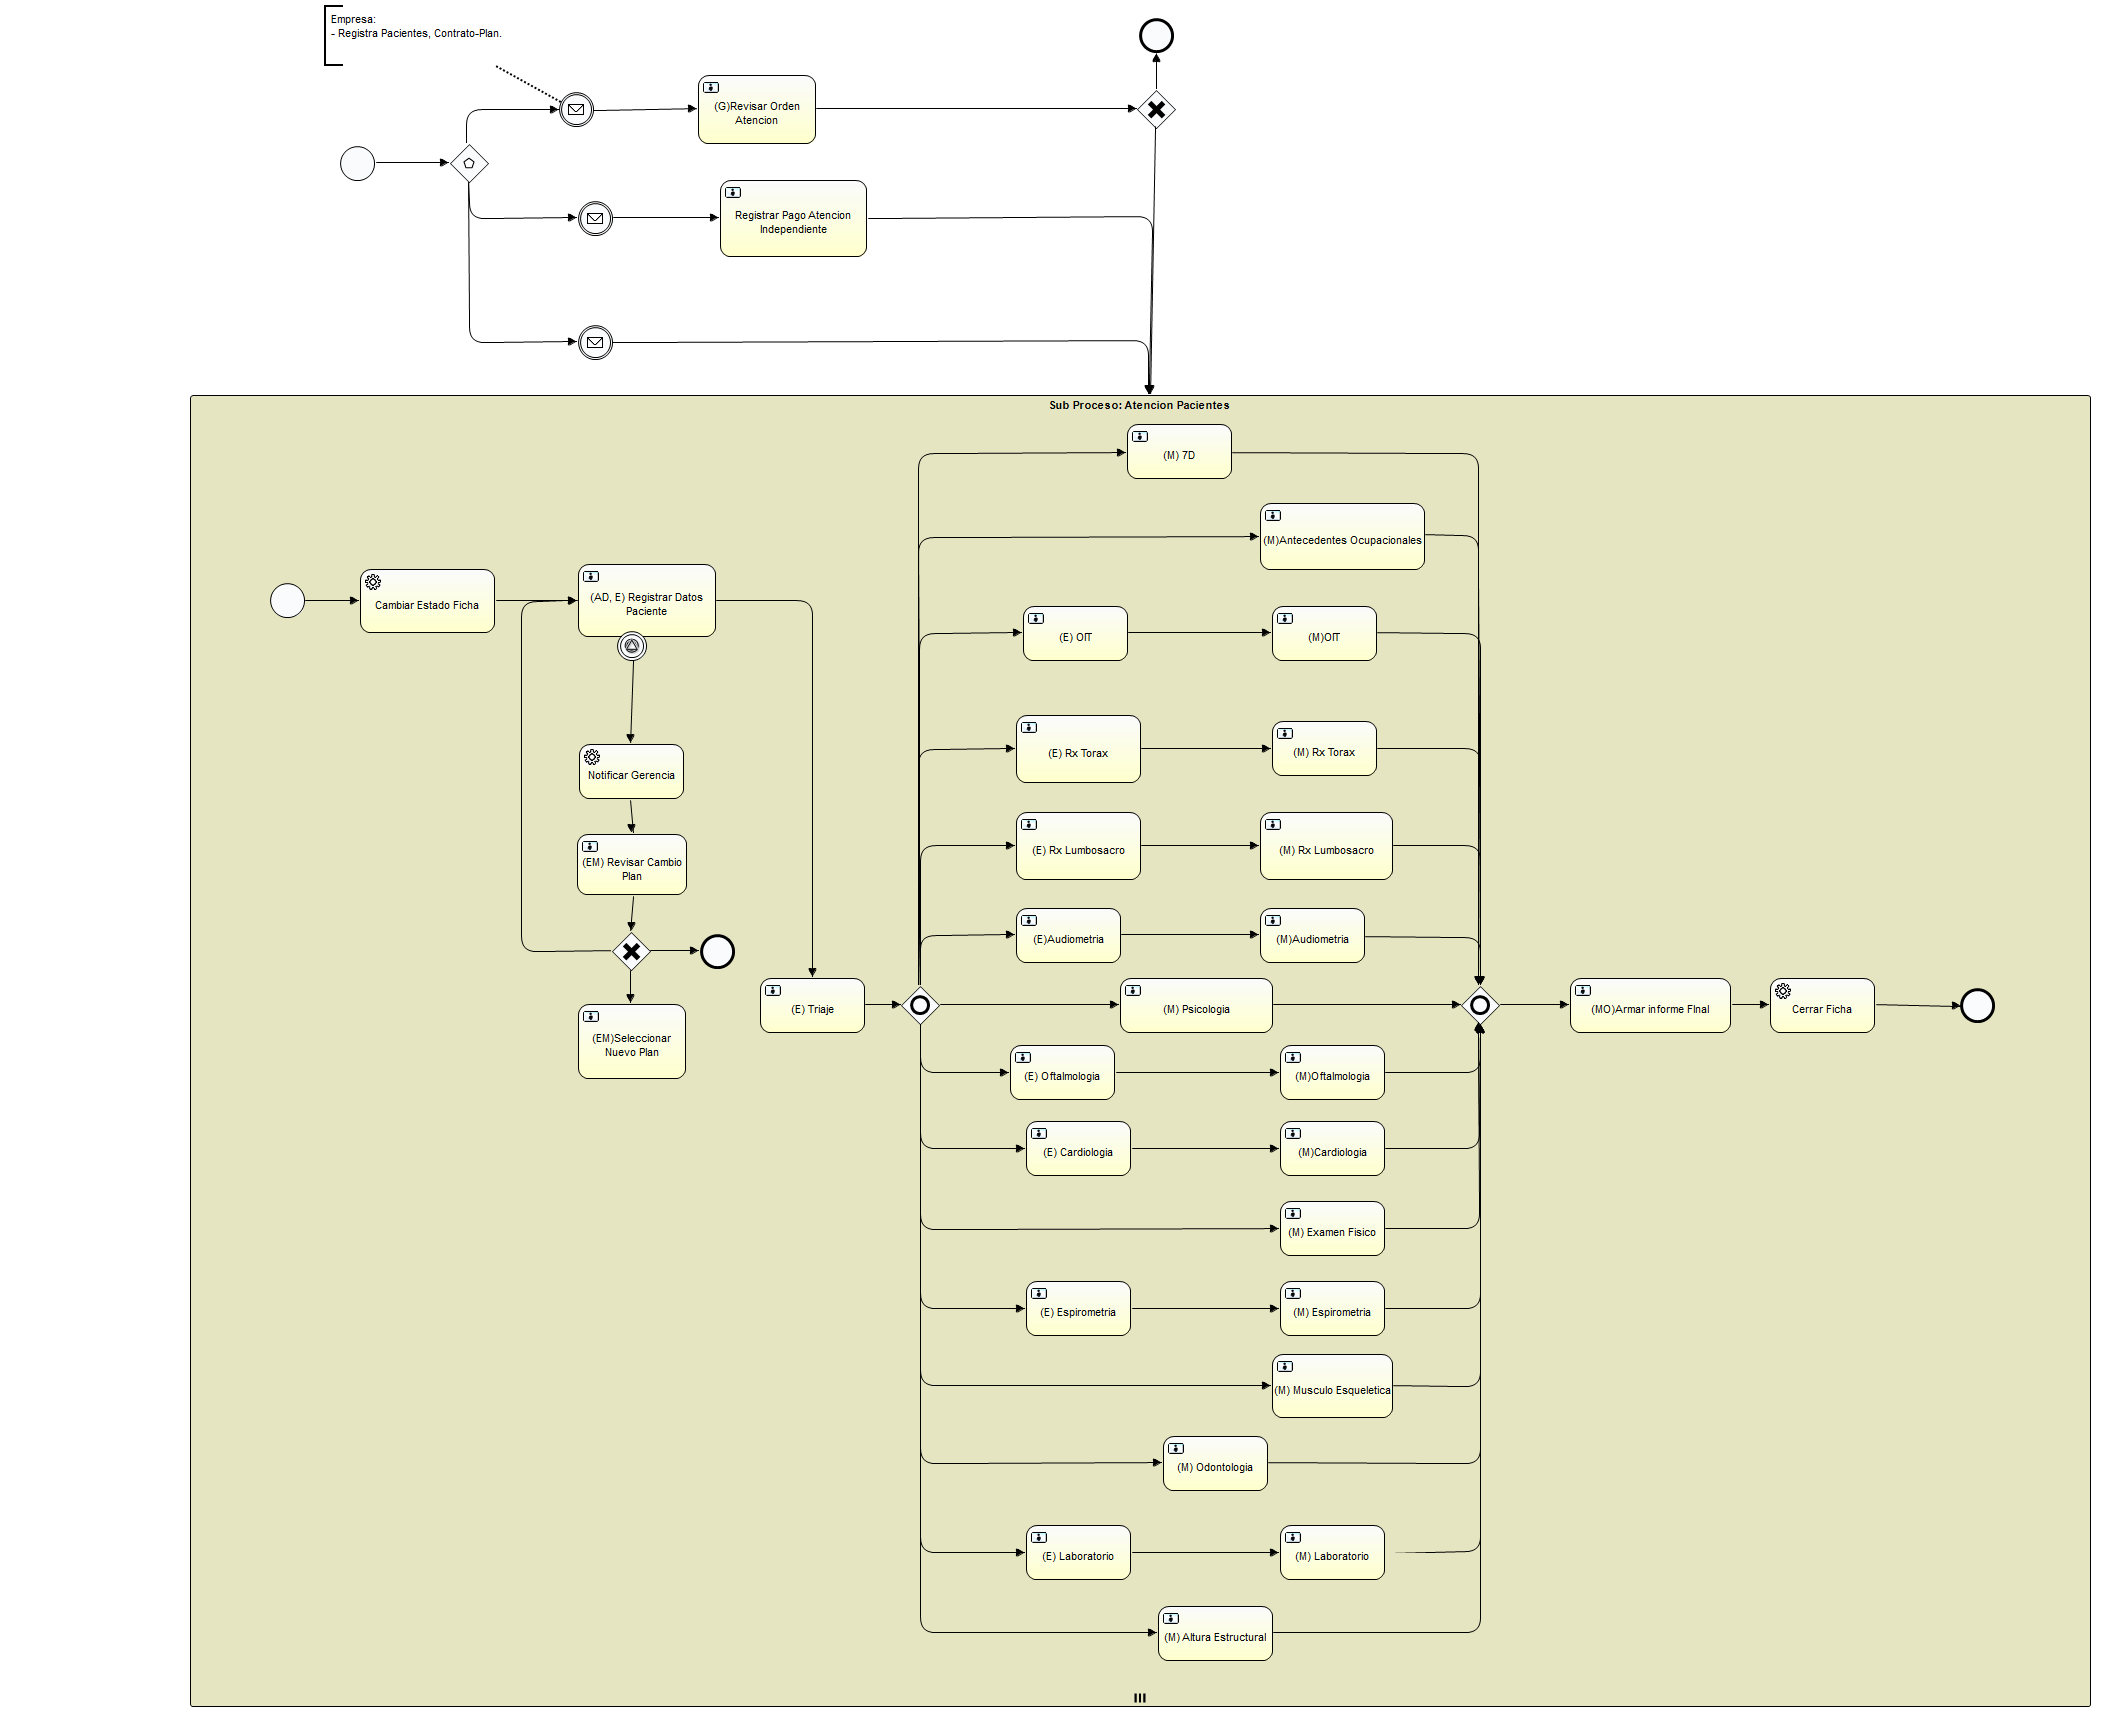 Empresa:
- Registra Pacientes, Contrato-Plan.
(G)Revisar Orden
Atencion
Registrar Pago Atencion
Independiente
Sub Proceso: Atencion Pacientes
(M) 7D
(M)Antecedentes Ocupacionales
Cambiar Estado Ficha
(AD, E) Registrar Datos
Paciente
(E) OIT
(M)OIT
(E) Rx Torax
(M) Rx Torax
Notificar Gerencia
(E) Rx Lumbosacro
(M) Rx Lumbosacro
(EM) Revisar Cambio
Plan
(E)Audiometria
(M)Audiometria
(E) Triaje
(M) Psicologia
(MO)Armar informe FInal
Cerrar Ficha
(EM)Seleccionar
Nuevo Plan
(E) Oftalmologia
(M)Oftalmologia
(E) Cardiologia
(M)Cardiologia
(M) Examen Fisico
(E) Espirometria
(M) Espirometria
(M) Musculo Esqueletica
(M) Odontologia
(E) Laboratorio
(M) Laboratorio
(M) Altura Estructural